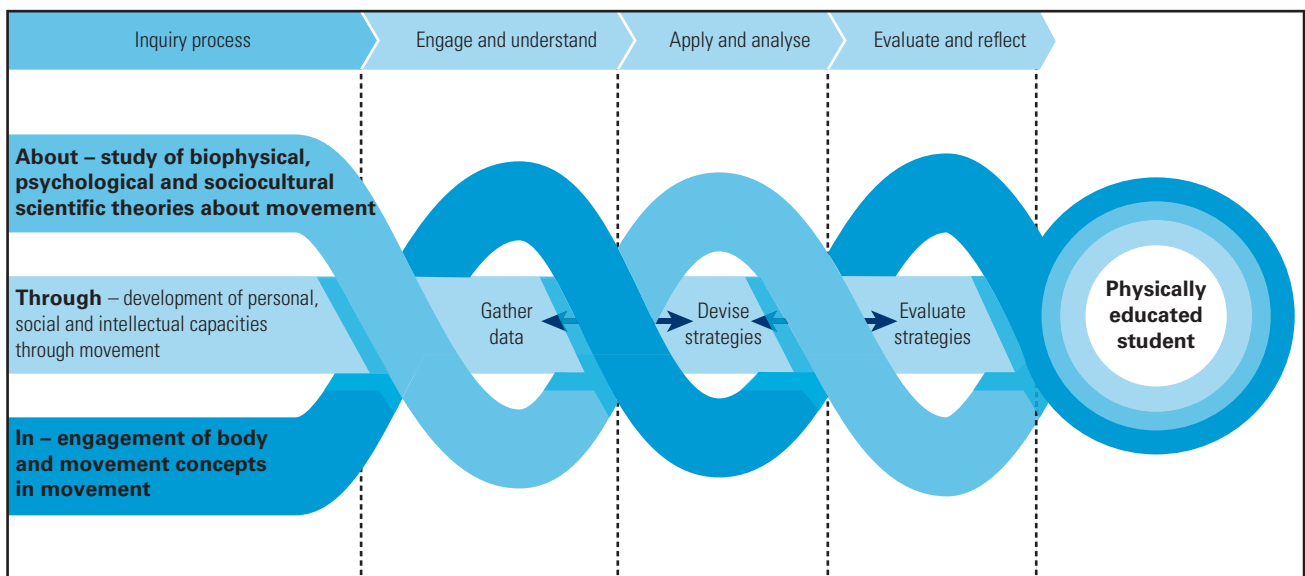 Inquiry process
Engage and understand
Apply and analyse
Evaluate and reflect
About – study of biophysical,
psychological and sociocultural
scientific theories about movement
Through – development of personal,
social and intellectual capacities
through movement
Gather
data
Devise
strategies
Evaluate
strategies
Physically
educated
student
In – engagement of body
and movement concepts
in movement